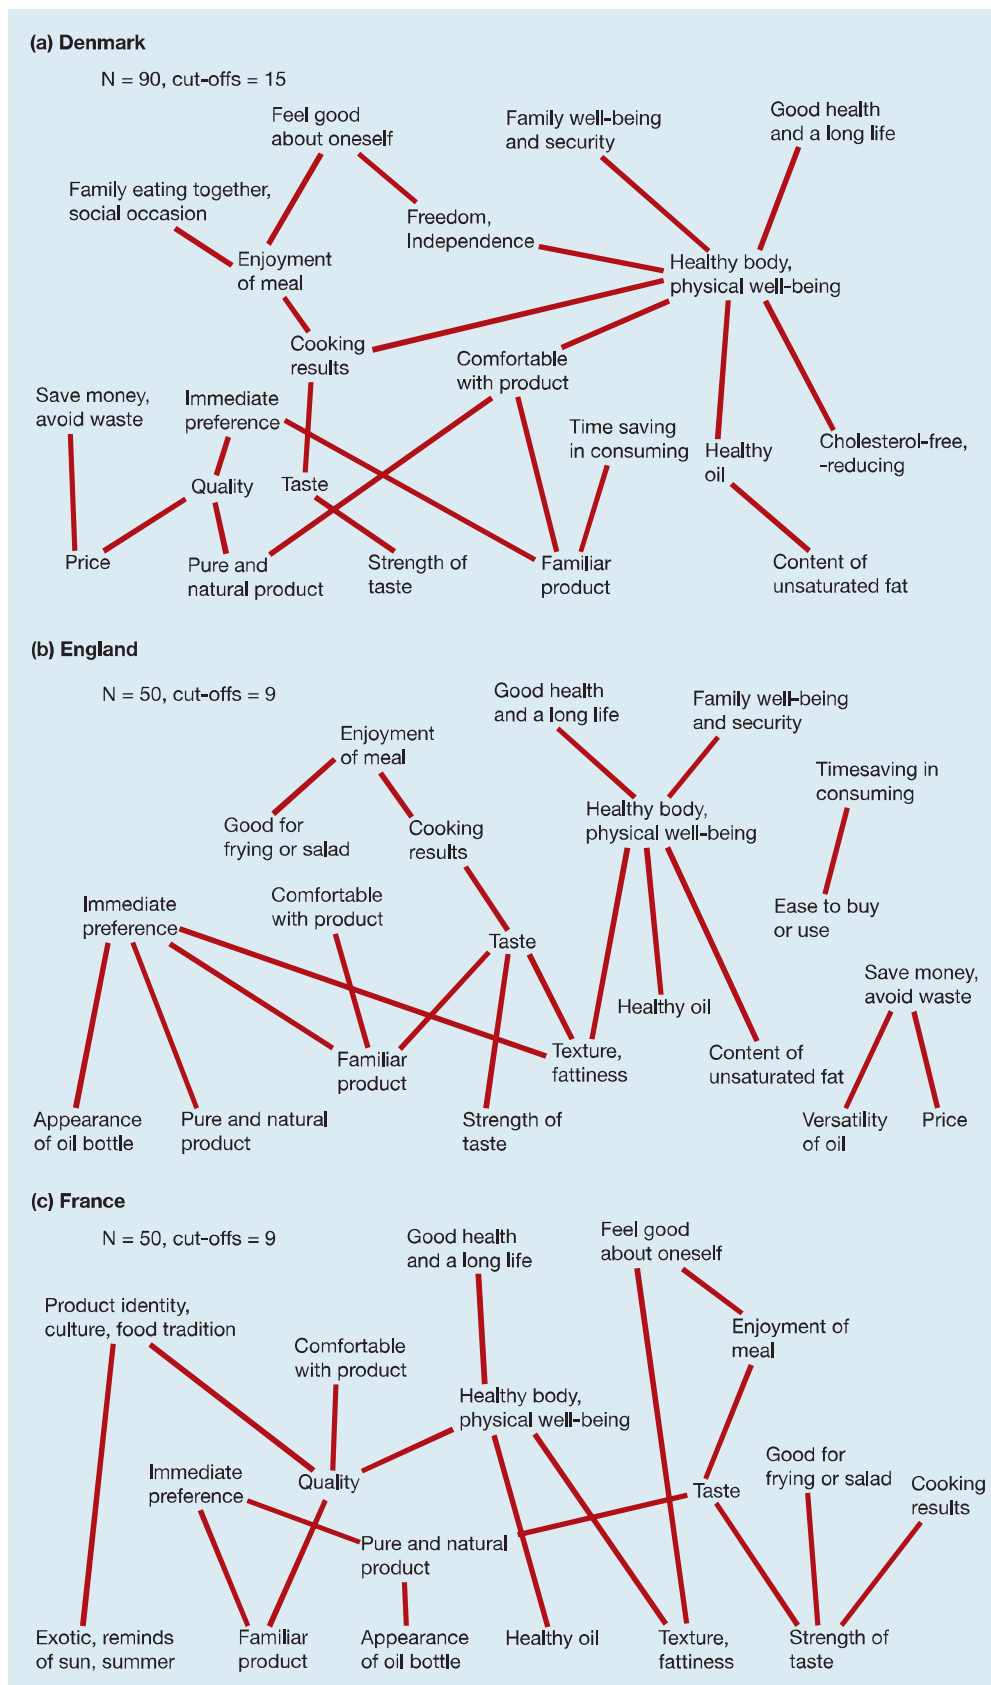 (a) Denmark
N = 90, cut-offs = 15
Feel good
about oneself
Family well-being
and security
Good health
and a long life
Family eating together,
social occasion
Freedom,
Independence
Enjoyment
of meal
Healthy body,
physical well-being
Cooking
results
Comfortable
with product
Save money,
avoid waste
Immediate
preference
Time saving
in consuming
Healthy
oil
Cholesterol-free,
-reducing
Quality
Taste
Price
Pure and
natural product
Strength of
taste
Familiar
product
Content of
unsaturated fat
(b) England
N = 50, cut-offs = 9
Good health
and a long life
Family well-being
and security
Enjoyment
of meal
Timesaving in
consuming
Good for
frying or salad
Cooking
results
Healthy body,
physical well-being
Immediate
preference
Comfortable
with product
Ease to buy
or use
Taste
Save money,
avoid waste
Healthy oil
Familiar
product
Texture,
fattiness
Content of
unsaturated fat
Appearance
of oil bottle
Pure and natural
product
Strength of
taste
Versatility
of oil
Price
(c) France
N = 50, cut-offs = 9
Good health
and a long life
Feel good
about oneself
Product identity,
culture, food tradition
Comfortable
with product
Enjoyment of
meal
Healthy body,
physical well-being
Immediate
preference
Quality
Taste
Good for
frying or salad
Cooking
results
Pure and natural
product
Exotic, reminds
of sun, summer
Familiar
product
Appearance
of oil bottle
Healthy oil
Texture,
fattiness
Strength of
taste